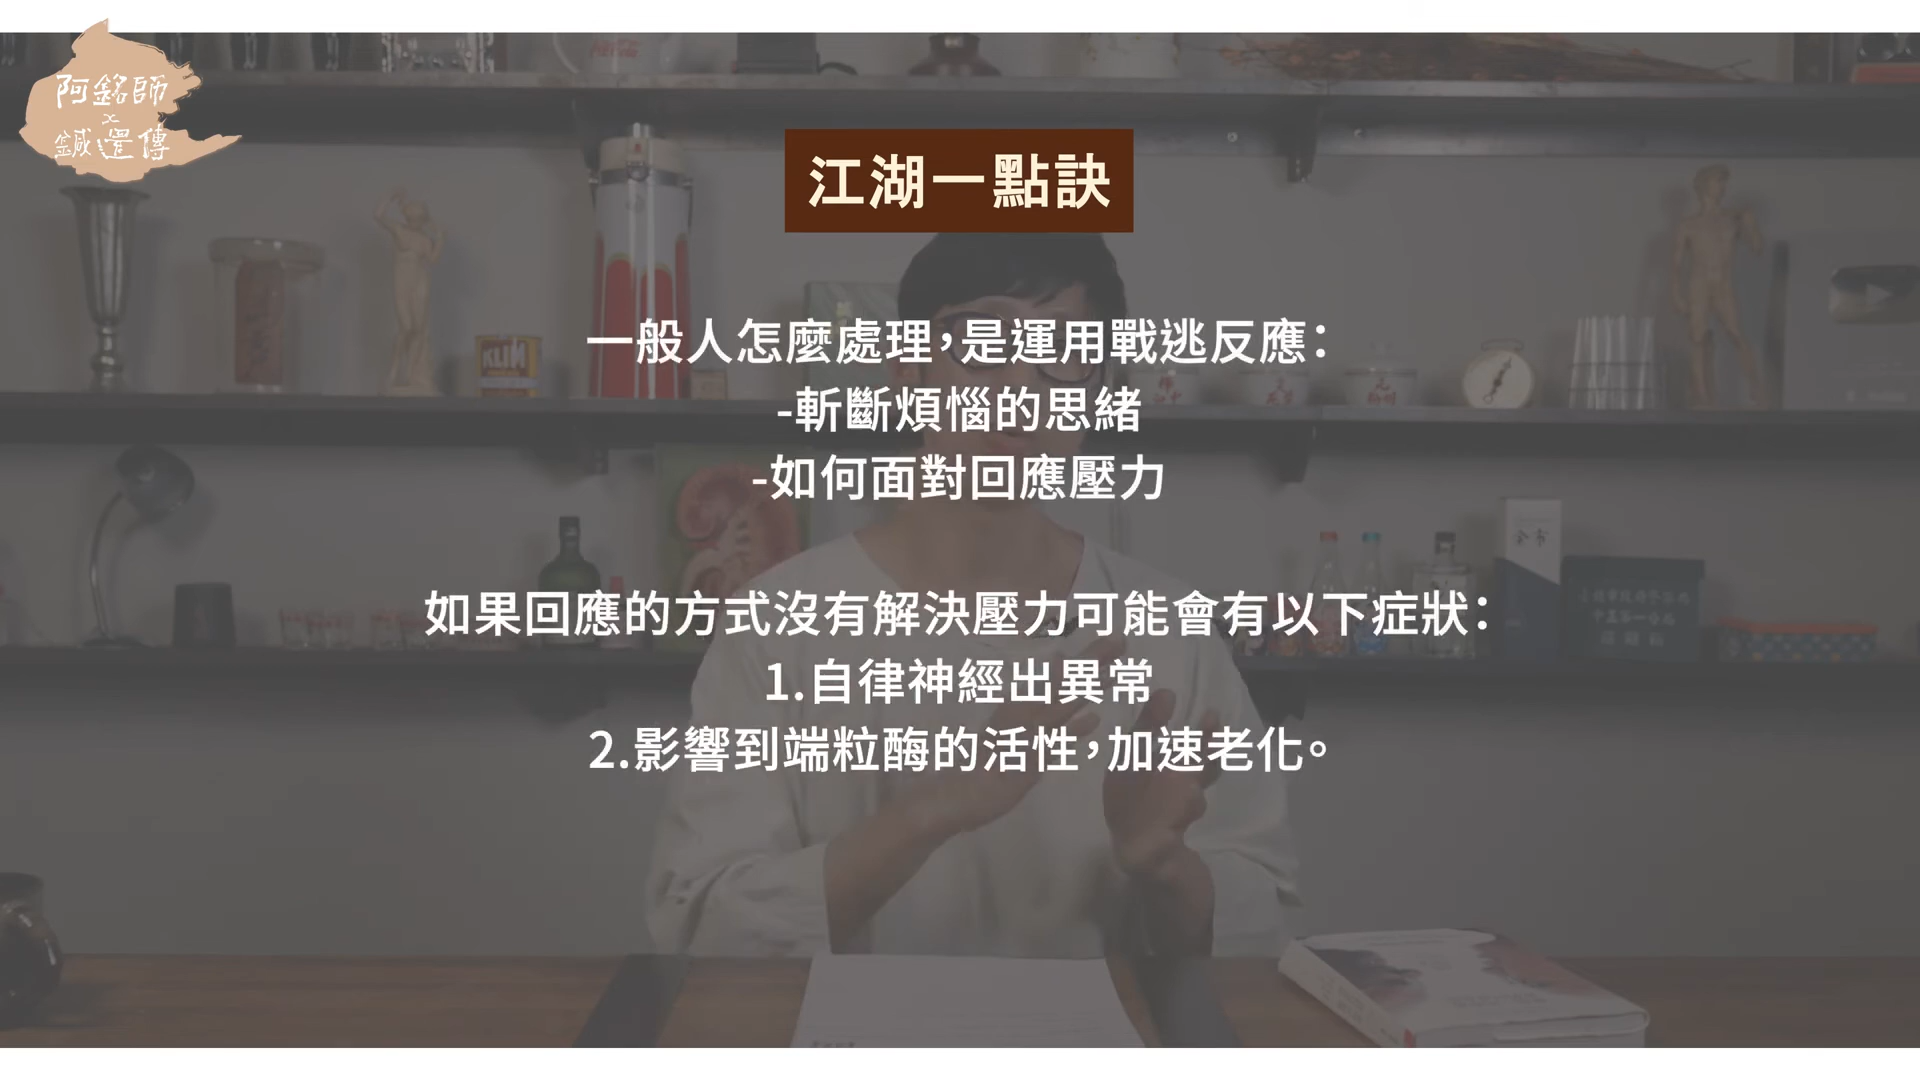 阿銘師
x
鍼邊傳
江湖一點訣
一般人怎麼處理，是運用戰逃反應：
-斬斷煩惱的思緒
-如何面對回應壓力
如果回應的方式沒有解決壓力可能會有以下症狀：
1.自律神經出異常
2.影響到端粒酶的活性，加速老化。
KLIM